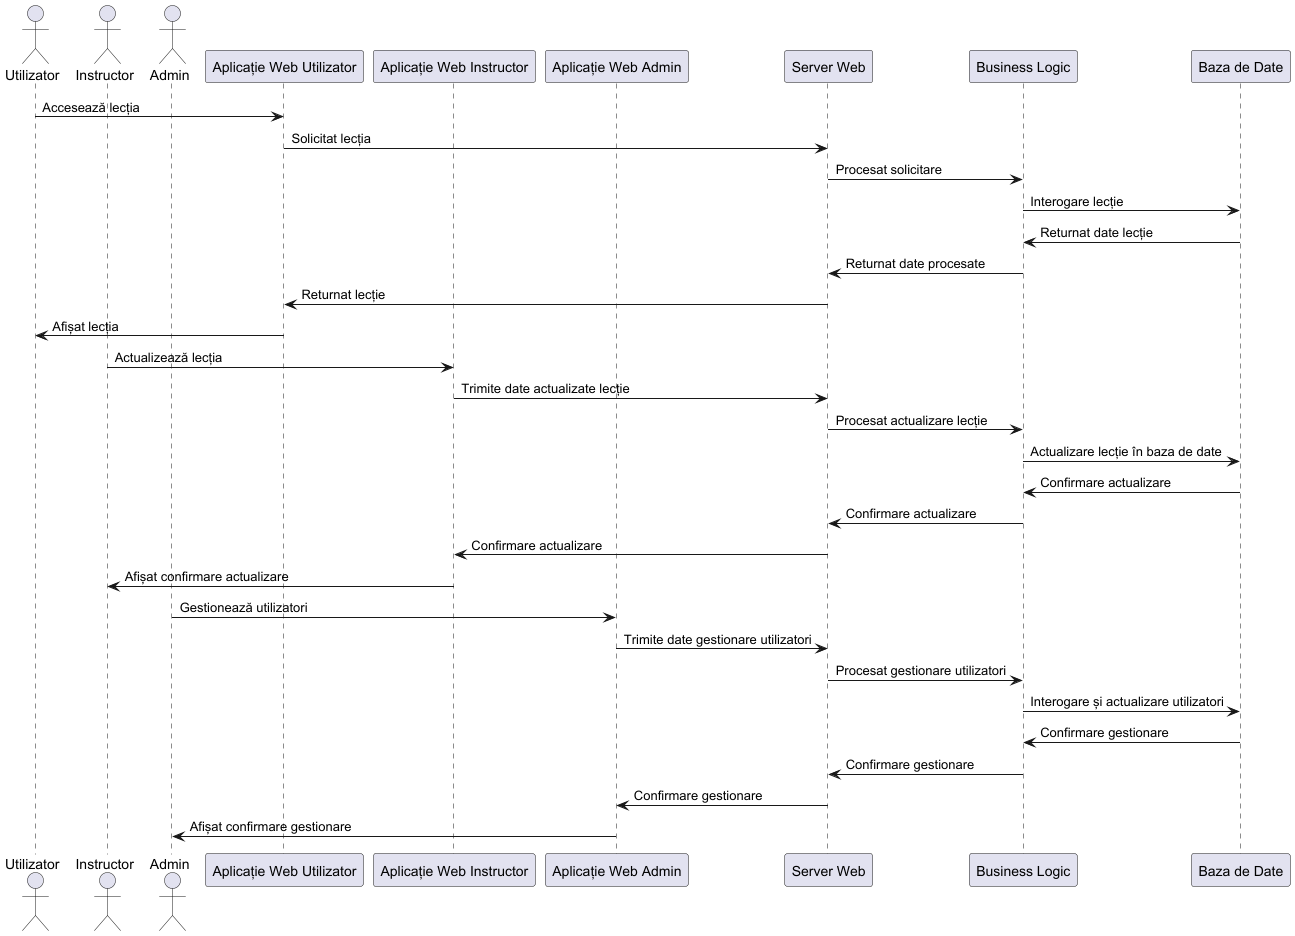 Utilizator
Instructor
Admin
Aplicație Web Utilizator
Aplicație Web Instructor
Aplicație Web Admin
Server Web
Business Logic
Baza de Date
Accesează lecția
Solicitat lecția
Procesat solicitare
Interogare lecție
Returnat date lecție
Returnat date procesate
Returnat lecție
Afișat lecția
Actualizează lecția
Trimite date actualizate lecție
Procesat actualizare lecție
Actualizare lecție în baza de date
Confirmare actualizare
Confirmare actualizare
Confirmare actualizare
Afișat confirmare actualizare
Gestionează utilizatori
Trimite date gestionare utilizatori
Procesat gestionare utilizatori
Interogare și actualizare utilizatori
Confirmare gestionare
Confirmare gestionare
Confirmare gestionare
Afișat confirmare gestionare
Utilizator
Instructor
Admin
Aplicație Web Utilizator
Aplicație Web Instructor
Aplicație Web Admin
Server Web
Business Logic
Baza de Date